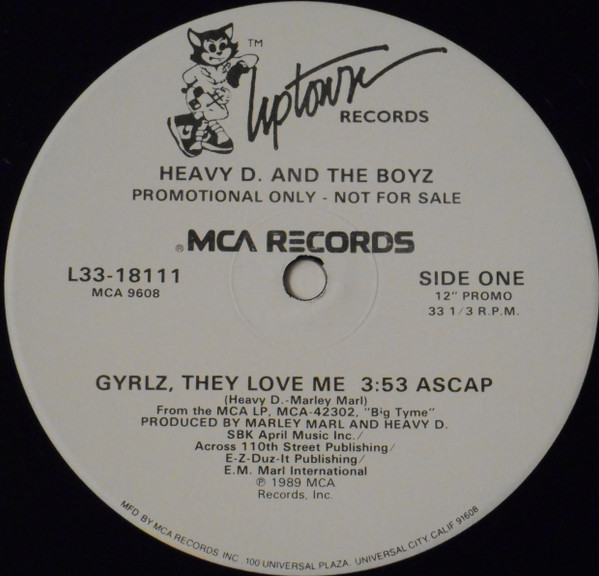 TM
Uptown
RECORDS
HEAVY D. AND THE BOYZ
PROMOTIONAL ONLY - NOT FOR SALE
®MCA RECORDS
L33-18111
MCA 9608
SIDE ONE
12" PROMO
33 1/3 R.P.M.
GYRLZ, THEY LOVE ME 3:53 ASCAP
(Heavy D.-Marley Marl)
From the MCA LP, MCA-42302, "Big Tyme"
PRODUCED BY MARLEY MARL AND HEAVY D.
SBK April Music Inc./
Across 110th Street Publishing/
E-Z-Duz-It Publishing/
E.M. Marl International
℗ 1989 MCA
Records, Inc.
MFD BY MCA RECORDS INC . 100 UNIVERSAL PLAZA. UNIVERSAL CITY. CALIF 91608